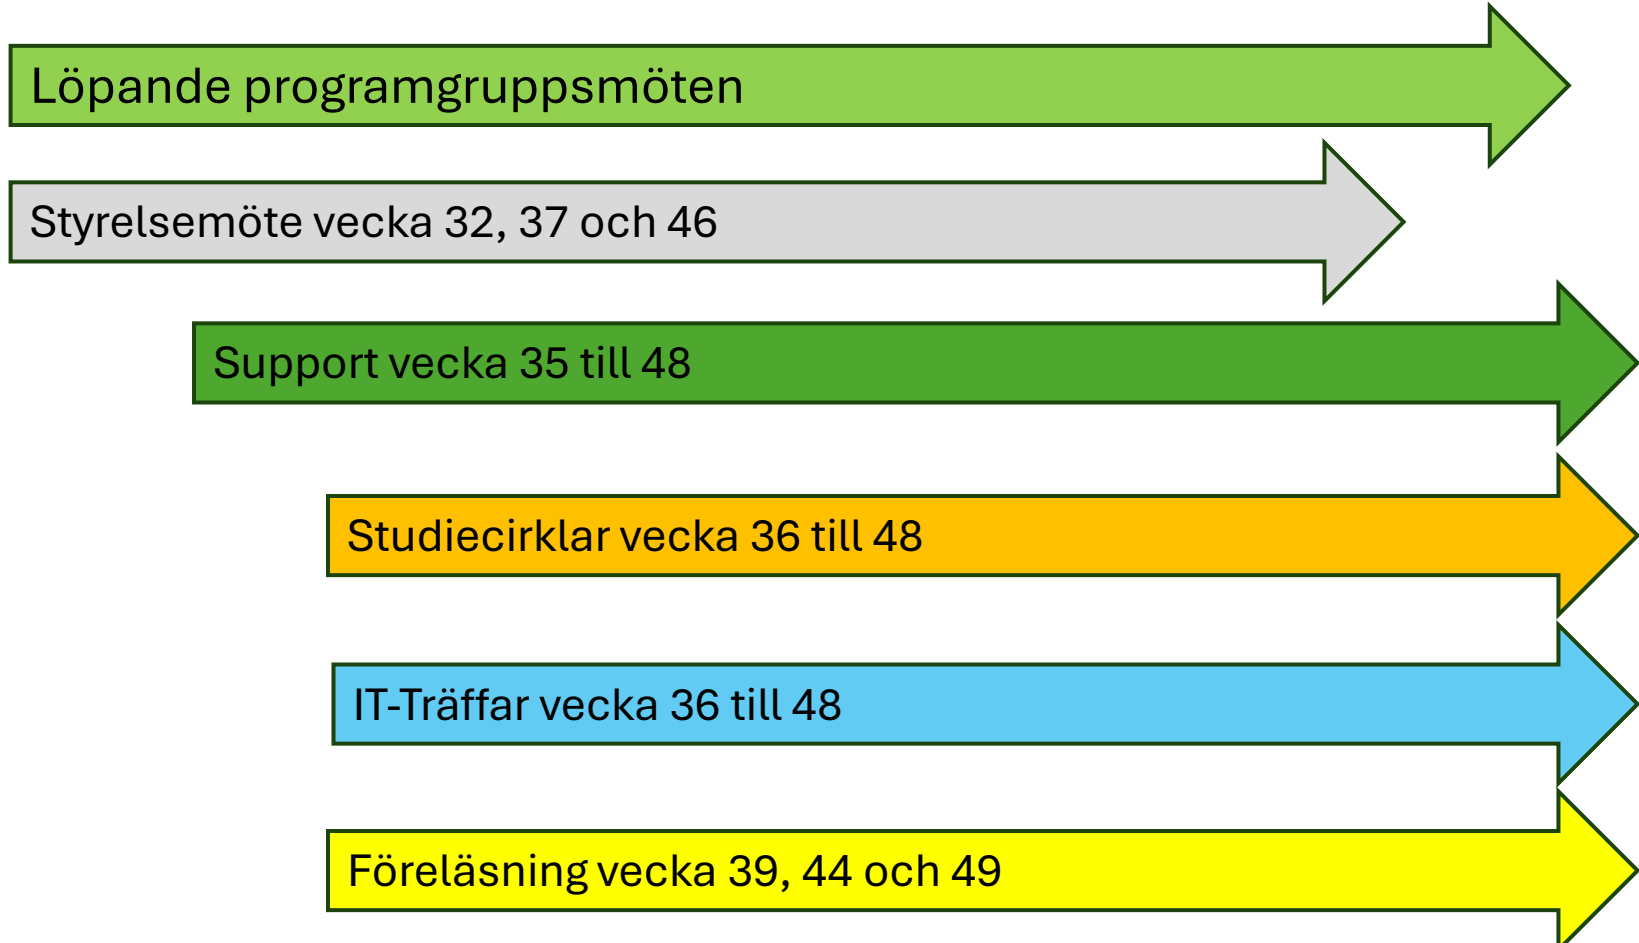 Löpande programgruppsmöten
Styrelsemöte vecka 32, 37 och 46
Support vecka 35 till 48
Studiecirklar vecka 36 till 48
IT-Träffar vecka 36 till 48
Föreläsning vecka 39, 44 och 49